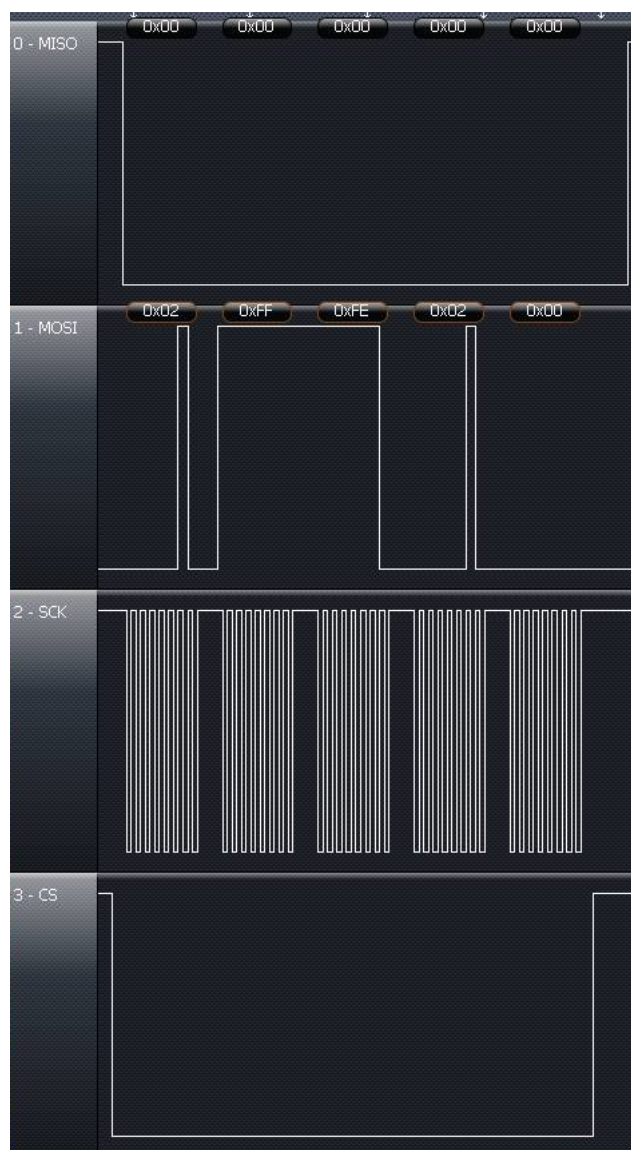 0x00 0x00 0x00 0x00 0x00
0 - MISO
0x02 0xFF 0xFE 0x02 0x00
1 - MOSI
2 - SCK
3 - CS